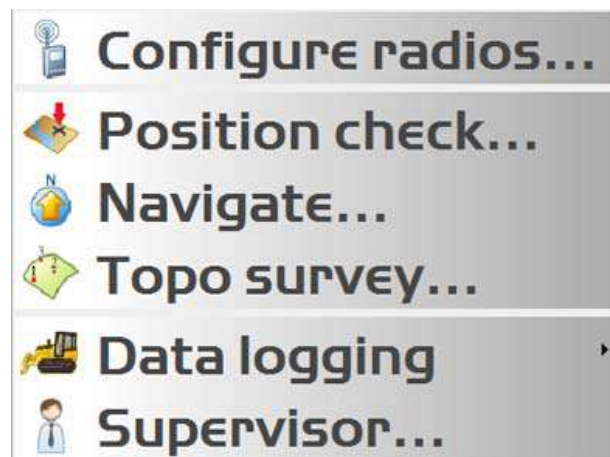 Configure radios...
Position check...
N
Navigate...
Topo survey...
Data logging
Supervisor...